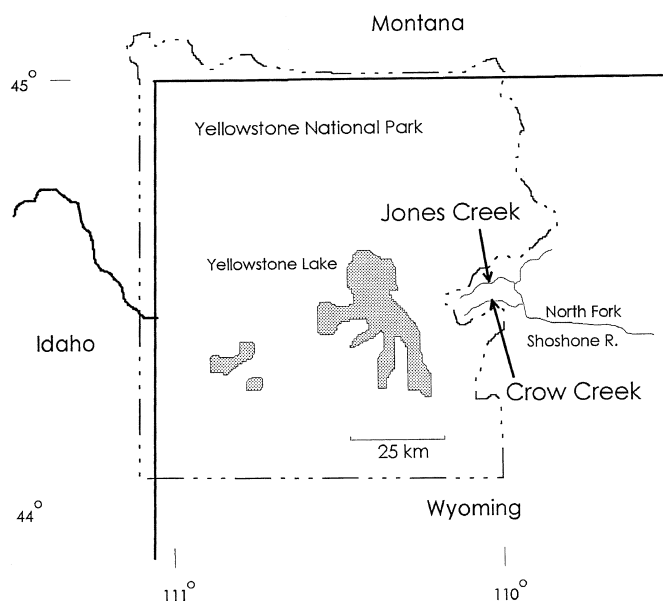 Montana
45°
Yellowstone National Park
Jones Creek
Yellowstone Lake
North Fork
Idaho
Shoshone R.
Crow Creek
25 km
44°
Wyoming
111°
110°